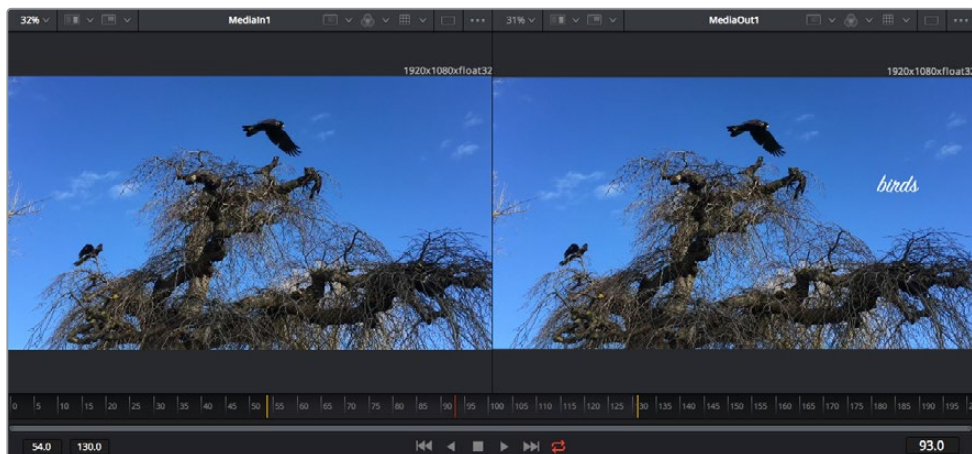 32% MediaIn1 31% MediaOut1
1920x1080xfloat32 1920x1080xfloat32
birds
0 5 10 15 20 25 30 35 40 45 50 55 60 65 70 75 80 85 90 95 100 105 110 115 120 125 130 135 140 145 150 155 160 165 170 175 180 185 190 195
54.0 130.0 93.0